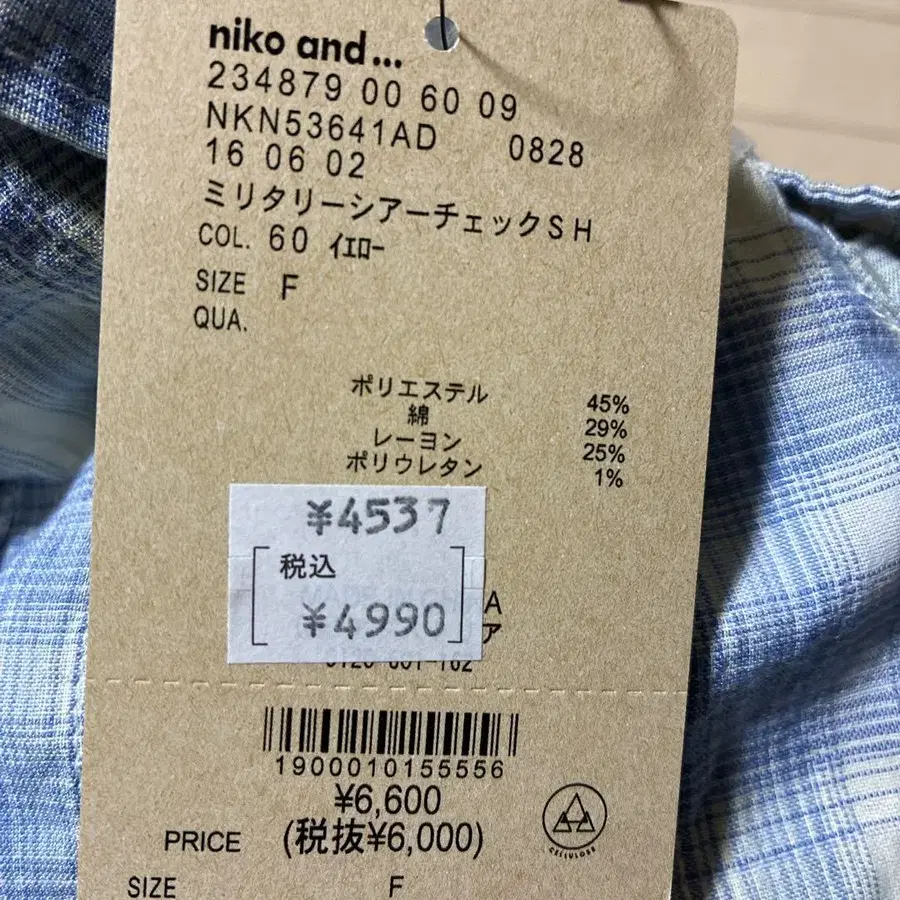 niko and...
234879 00 60 09
NKN53641AD 0828
16 06 02
ミリタリーシアーチェックSH
COL. 60 ｲｴﾛｰ
SIZE F
QUA.
ポリエステル 45%
綿 29%
レーヨン 25%
ポリウレタン 1%
¥4537
税込
¥4990
1900010155556
¥6,600
PRICE (税抜¥6,000)
CELLULOSE
SIZE F